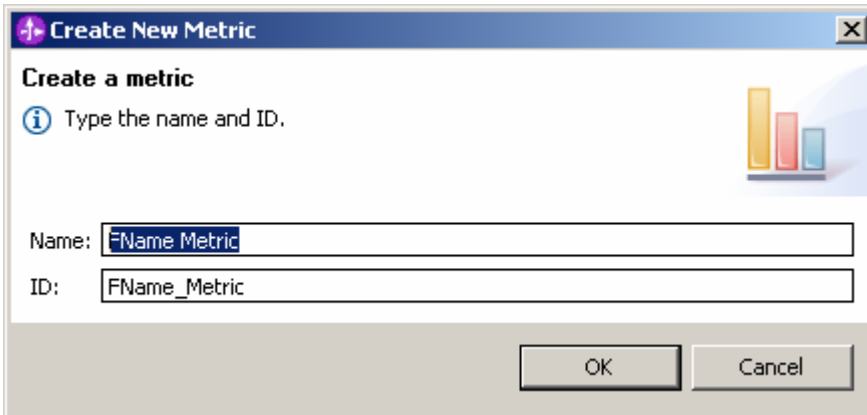 Create New Metric
Create a metric
Type the name and ID.
Name: FName Metric
ID: FName_Metric
OK Cancel